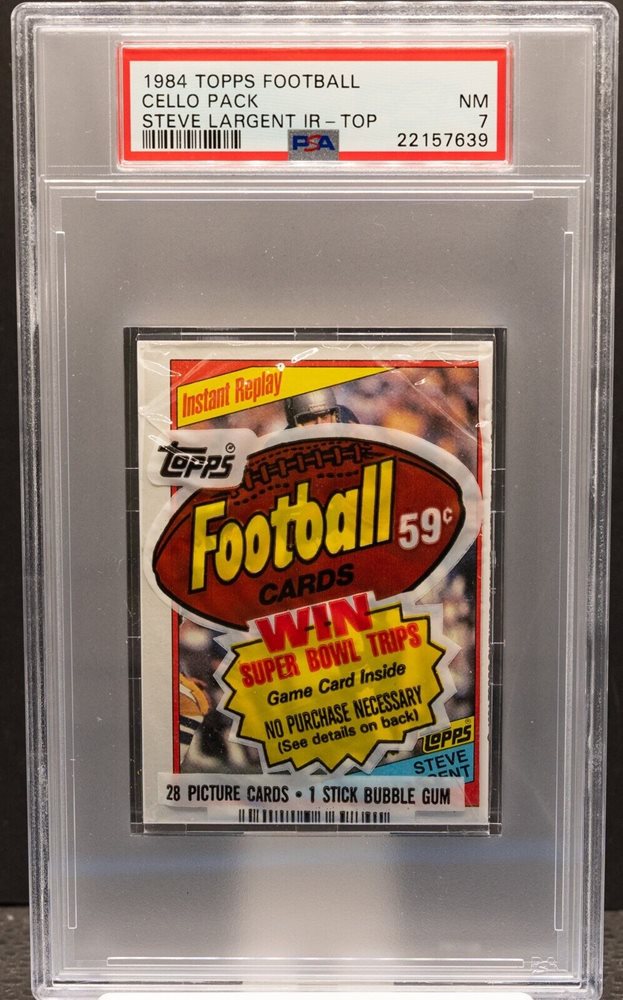 1984 TOPPS FOOTBALL
CELLO PACK NM
STEVE LARGENT IR - TOP 7
PSA 22157639
Instant Replay
TOPPS®
Football 59¢
CARDS
WIN
SUPER BOWL TRIPS
Game Card Inside
NO PURCHASE NECESSARY
(See details on back)
TOPPS
STEVE
28 PICTURE CARDS • 1 STICK BUBBLE GUM
PSA